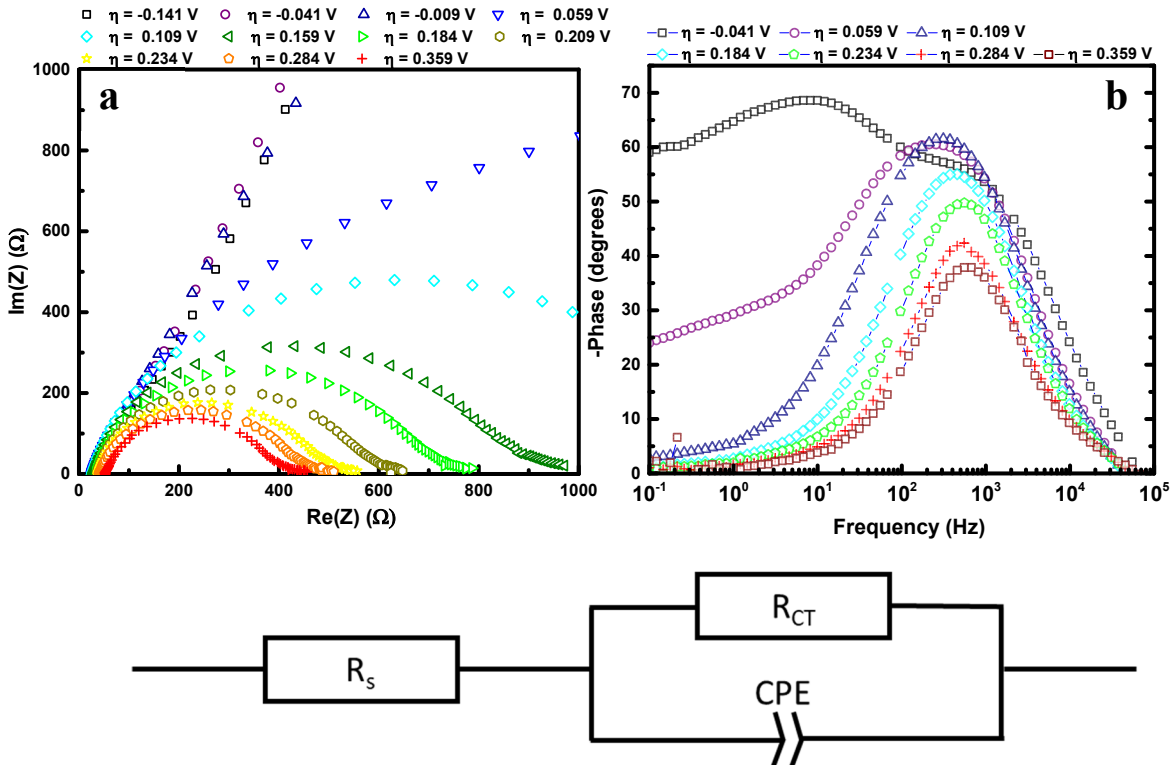 η = -0.141 V η = -0.041 V η = -0.009 V η = 0.059 V
η = 0.109 V η = 0.159 V η = 0.184 V η = 0.209 V
η = 0.234 V η = 0.284 V η = 0.359 V
a
1000
800
600
400
200
0
Im(Z) (Ω)
0 200 400 600 800 1000
Re(Z) (Ω)
η = -0.041 V η = 0.059 V η = 0.109 V
η = 0.184 V η = 0.234 V η = 0.284 V η = 0.359 V
b
70
60
50
40
30
20
10
0
-Phase (degrees)
10⁻¹ 10⁰ 10¹ 10² 10³ 10⁴ 10⁵
Frequency (Hz)
R_CT
R_s
CPE